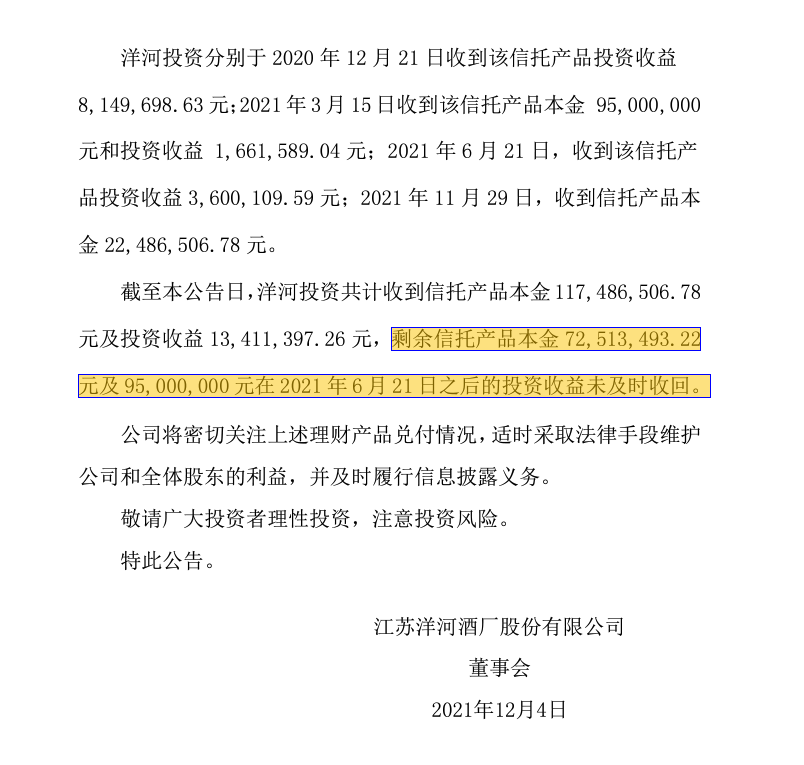 洋河投资分别于 2020 年 12 月 21 日收到该信托产品投资收益
8,149,698.63 元;2021 年 3 月 15 日收到该信托产品本金 95,000,000
元和投资收益 1,661,589.04 元；2021 年 6 月 21 日，收到该信托产
品投资收益 3,600,109.59 元；2021 年 11 月 29 日，收到信托产品本
金 22,486,506.78 元。
截至本公告日，洋河投资共计收到信托产品本金 117,486,506.78
元及投资收益 13,411,397.26 元，剩余信托产品本金 72,513,493.22
元及 95,000,000 元在 2021 年 6 月 21 日之后的投资收益未及时收回。
公司将密切关注上述理财产品兑付情况，适时采取法律手段维护
公司和全体股东的利益，并及时履行信息披露义务。
敬请广大投资者理性投资，注意投资风险。
特此公告。
江苏洋河酒厂股份有限公司
董事会
2021年12月4日